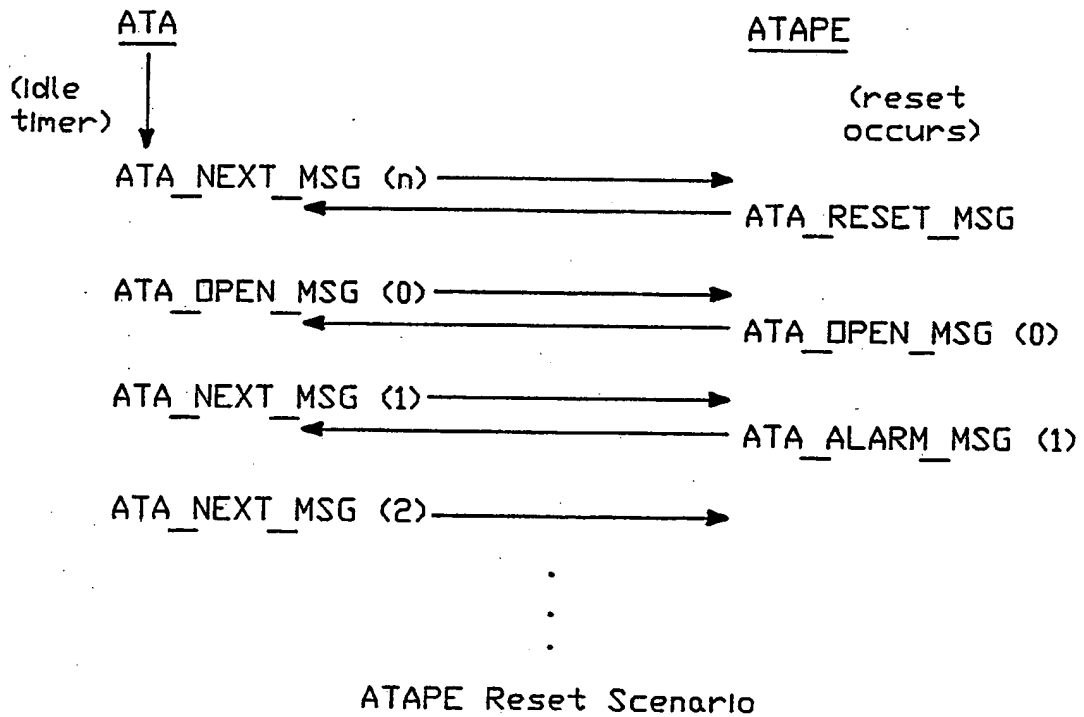 ATA
ATAPE
(idle
timer)
(reset
occurs)
ATA_NEXT_MSG (n)
ATA_RESET_MSG
ATA_OPEN_MSG (0)
ATA_OPEN_MSG (0)
ATA_NEXT_MSG (1)
ATA_ALARM_MSG (1)
ATA_NEXT_MSG (2)
.
.
.
ATAPE Reset Scenario